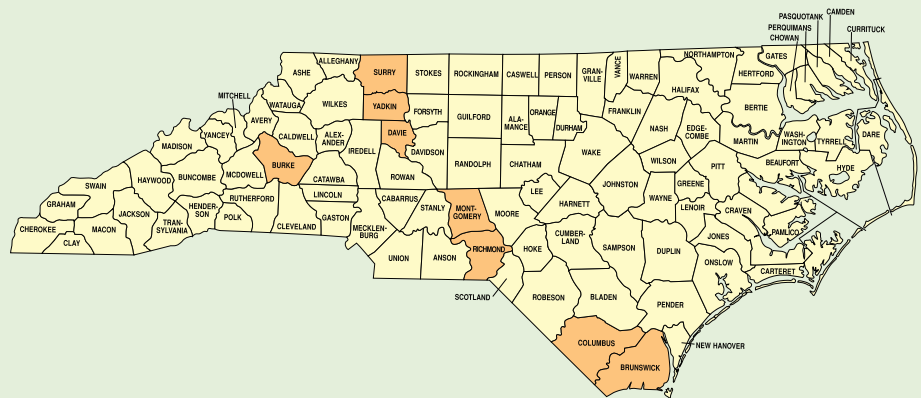 CAMDEN
PASQUOTANK
PERQUIMANS
CURRITUCK
CHOWAN
ALLEGHANY
NORTHAMPTON
GATES
ASHE
SURRY
STOKES
ROCKINGHAM
CASWELL
PERSON
GRAN-
VILLE
VANCE
WARREN
HERTFORD
HALIFAX
MITCHELL
WATAUGA
WILKES
YADKIN
FORSYTH
GUILFORD
ALA-
MANCE
ORANGE
DURHAM
FRANKLIN
BERTIE
AVERY
YANCEY
CALDWELL
ALEX-
ANDER
DAVIE
NASH
EDGE-
COMBE
MARTIN
WASH-
INGTON
TYRRELL
DARE
MADISON
IREDELL
DAVIDSON
RANDOLPH
CHATHAM
WAKE
WILSON
PITT
BEAUFORT
HYDE
BURKE
MCDOWELL
BUNCOMBE
HAYWOOD
SWAIN
CATAWBA
ROWAN
LEE
JOHNSTON
GREENE
WAYNE
GRAHAM
JACKSON
HENDER-
SON
RUTHERFORD
POLK
LINCOLN
CABARRUS
STANLY
MONT-
GOMERY
MOORE
HARNETT
LENOIR
CRAVEN
CHEROKEE
CLAY
MACON
TRAN-
SYLVANIA
CLEVELAND
GASTON
MECKLEN-
BURG
PAMLICO
JONES
UNION
ANSON
RICHMOND
HOKE
CUMBER-
LAND
SAMPSON
DUPLIN
ONSLOW
CARTERET
SCOTLAND
ROBESON
BLADEN
PENDER
COLUMBUS
NEW HANOVER
BRUNSWICK